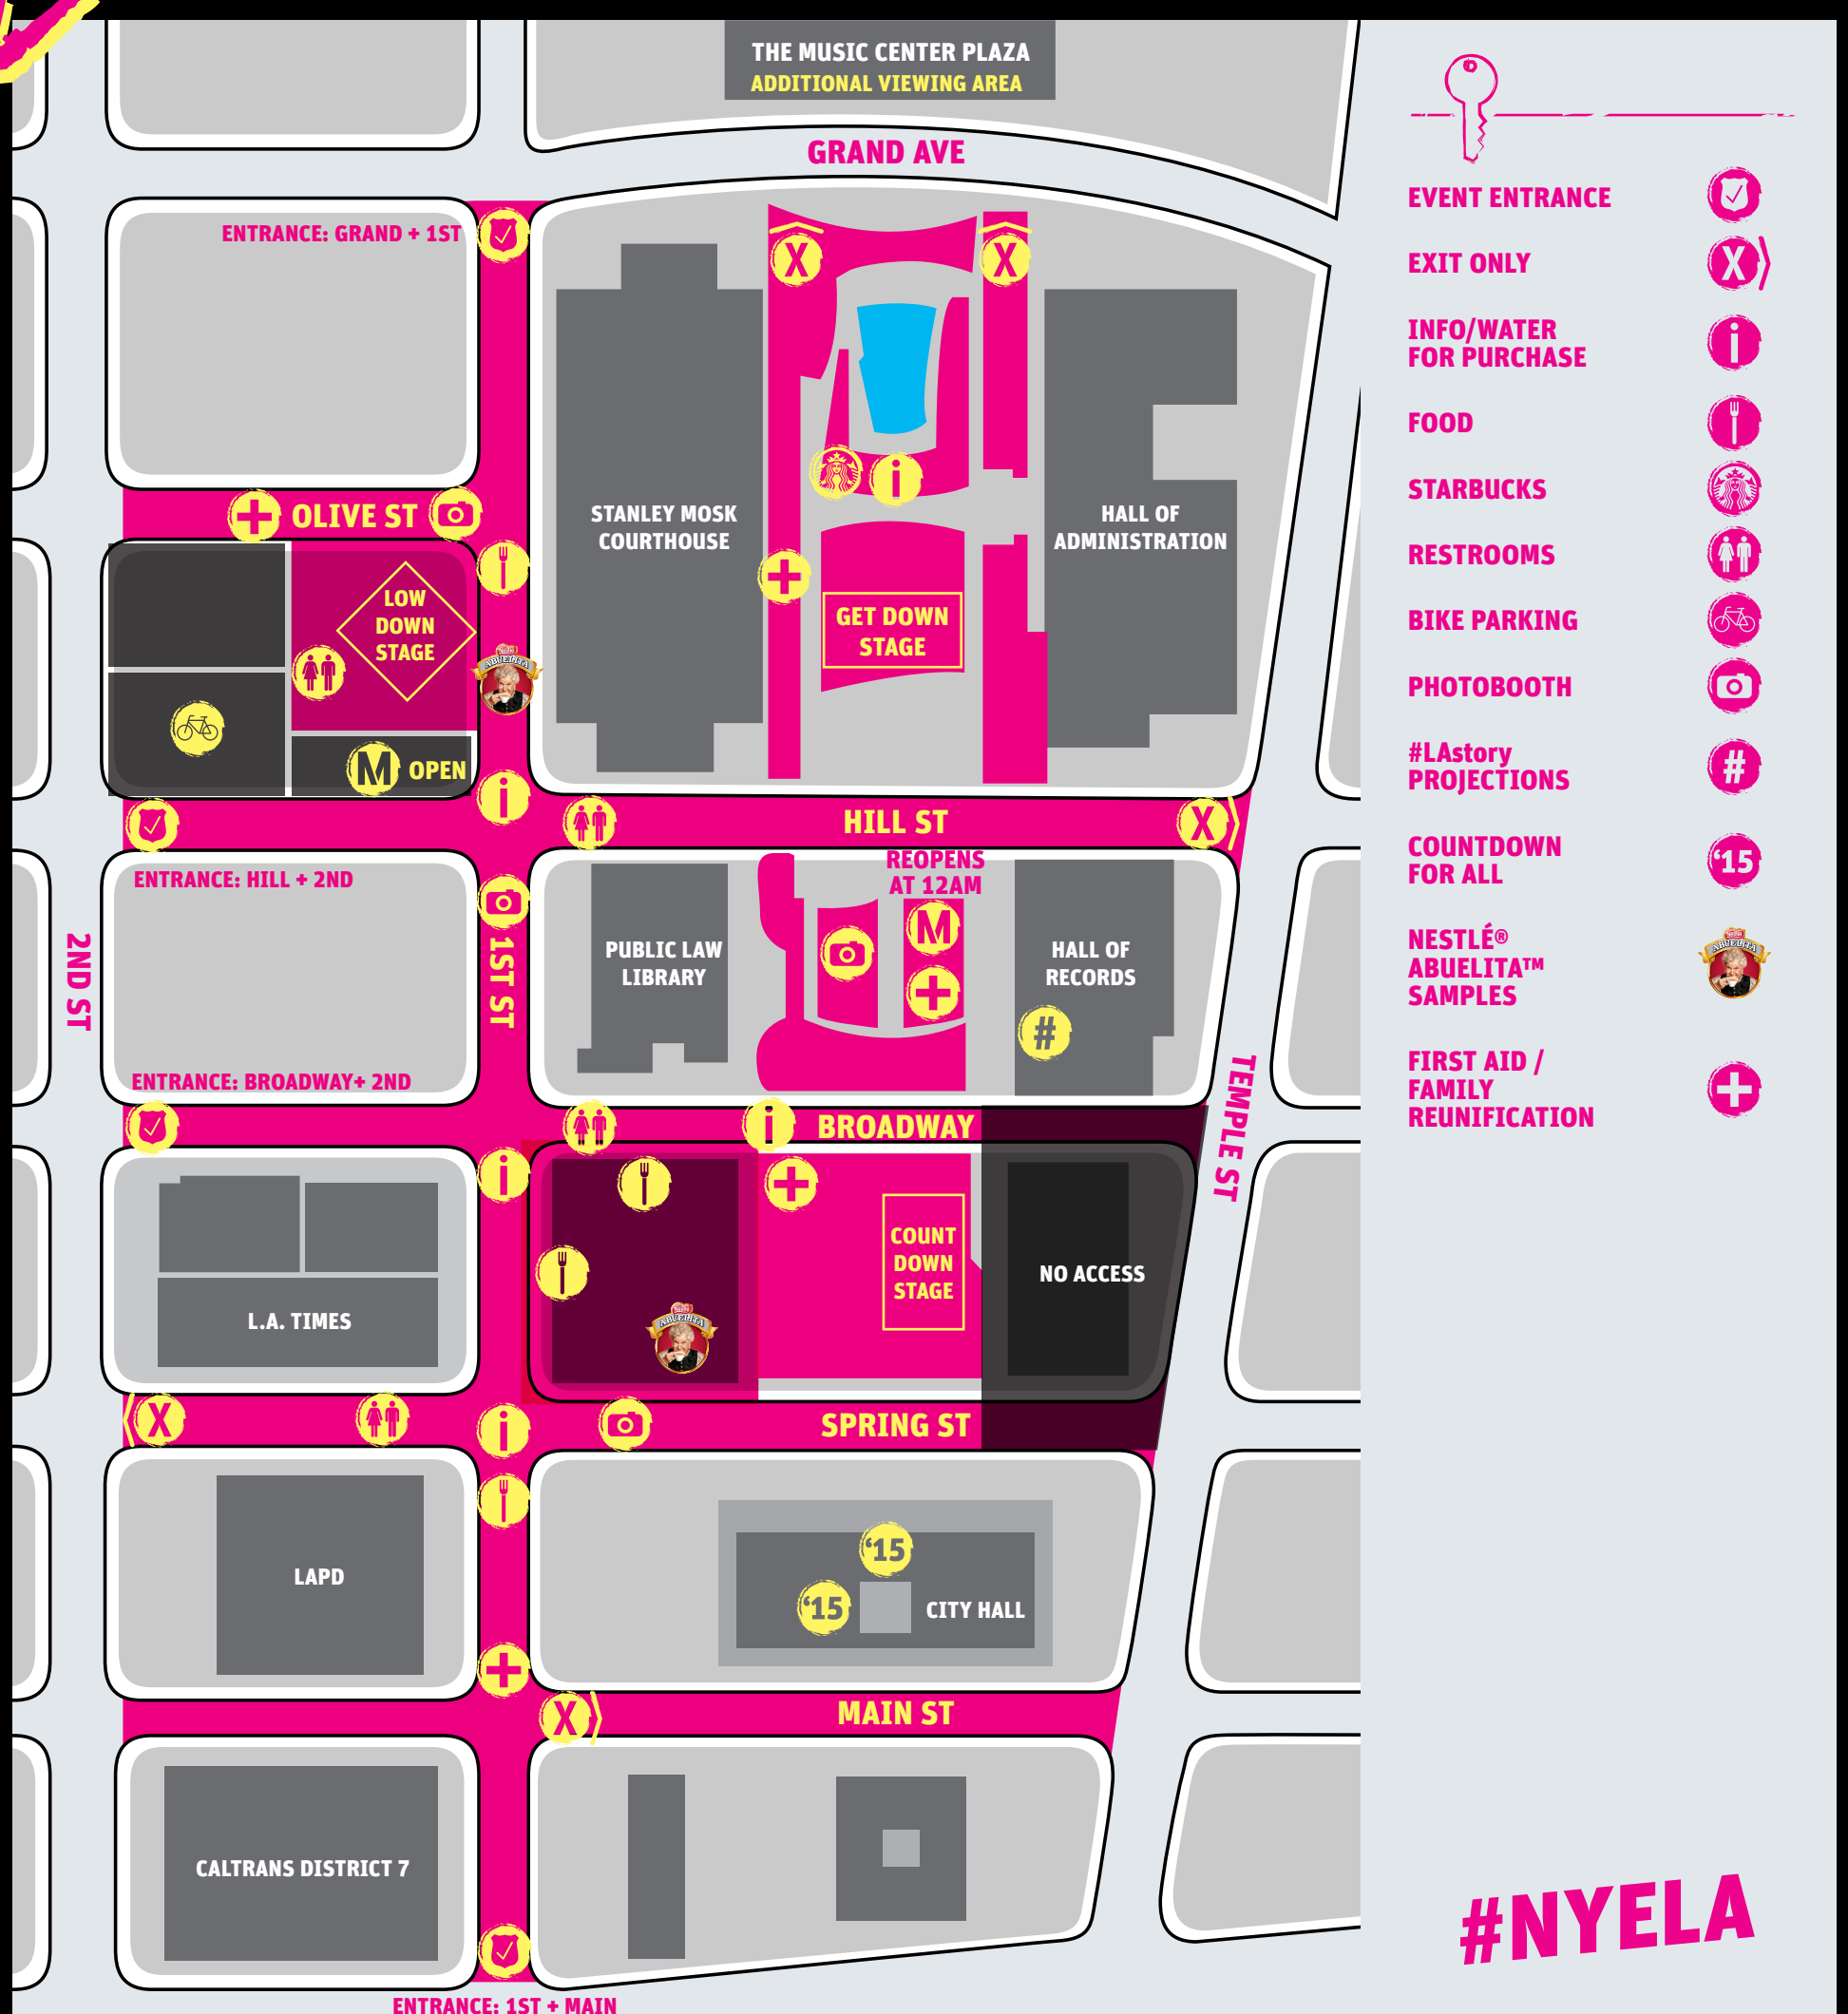 THE MUSIC CENTER PLAZA
ADDITIONAL VIEWING AREA
GRAND AVE
ENTRANCE: GRAND + 1ST
X
X
STANLEY MOSK
COURTHOUSE
i
HALL OF
ADMINISTRATION
OLIVE ST
LOW
DOWN
STAGE
ABUELITA
GET DOWN
STAGE
M OPEN
i
HILL ST
X
ENTRANCE: HILL + 2ND
REOPENS
AT 12AM
M
2ND ST
1ST ST
PUBLIC LAW
LIBRARY
HALL OF
RECORDS
#
TEMPLE ST
ENTRANCE: BROADWAY+ 2ND
i
BROADWAY
i
COUNT
DOWN
STAGE
NO ACCESS
L.A. TIMES
ABUELITA
X
i
SPRING ST
LAPD
‘15
‘15
CITY HALL
X
MAIN ST
CALTRANS DISTRICT 7
ENTRANCE: 1ST + MAIN
EVENT ENTRANCE
EXIT ONLY
X
INFO/WATER
FOR PURCHASE
i
FOOD
STARBUCKS
RESTROOMS
BIKE PARKING
PHOTOBOOTH
#LAstory
PROJECTIONS
#
COUNTDOWN
FOR ALL
‘15
NESTLÉ®
ABUELITA™
SAMPLES
ABUELITA
FIRST AID /
FAMILY
REUNIFICATION
#NYELA